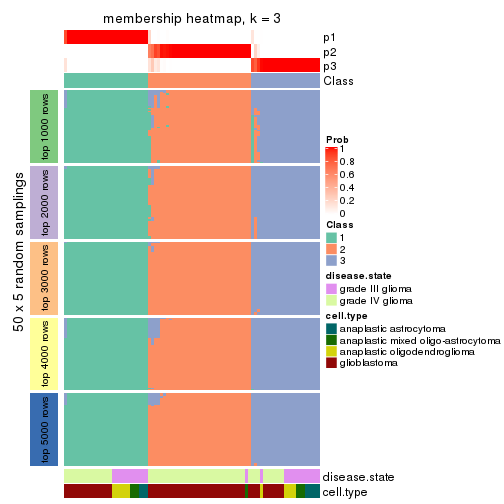 membership heatmap, k = 3
p1
p2
p3
Class
50 x 5 random samplings
top 1000 rows
top 2000 rows
top 3000 rows
top 4000 rows
top 5000 rows
Prob
1
0.8
0.6
0.4
0.2
0
Class
1
2
3
disease.state
grade III glioma
grade IV glioma
cell.type
anaplastic astrocytoma
anaplastic mixed oligo-astrocytoma
anaplastic oligodendroglioma
glioblastoma
disease.state
cell.type